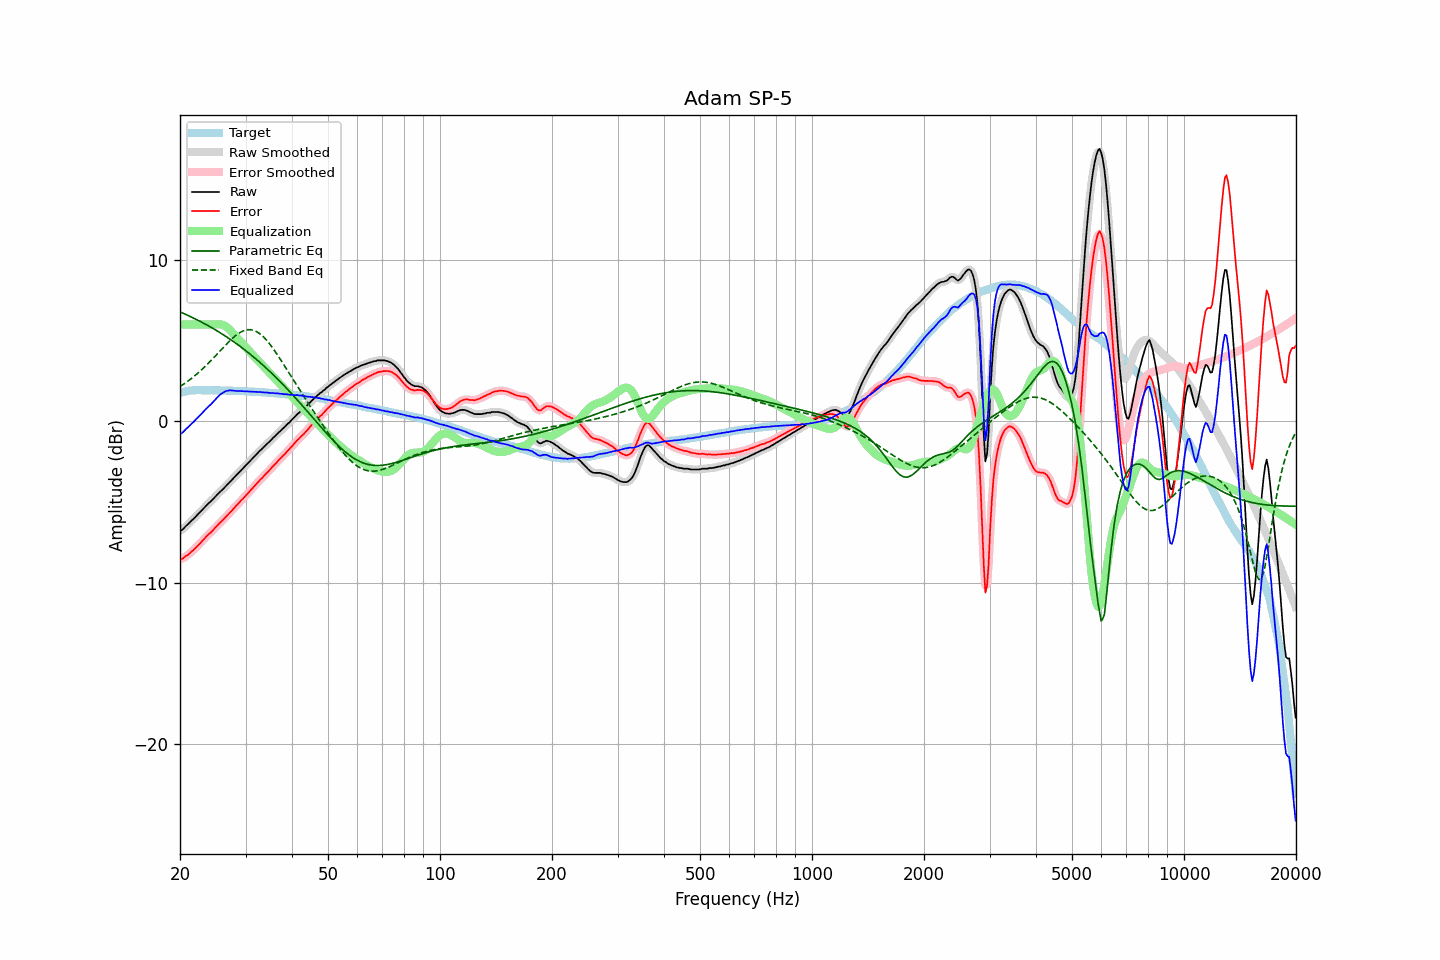 Adam SP-5
Target
Raw Smoothed
Error Smoothed
Raw
Error
Equalization
Parametric Eq
Fixed Band Eq
Equalized
Amplitude (dBr)
10
0
−10
−20
20
50
100
200
500
1000
2000
5000
10000
20000
Frequency (Hz)